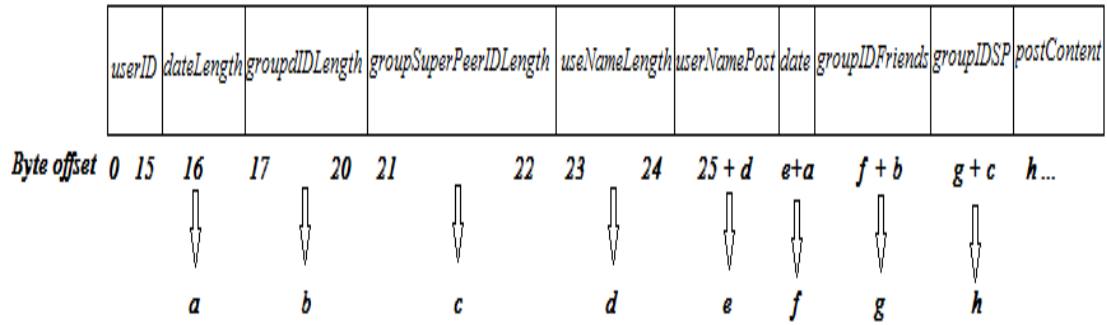 userID dateLength groupdIDLength groupSuperPeerIDLength useNameLength userNamePost date groupIDFriends groupIDSP postContent
Byte offset 0 15 16 17 20 21 22 23 24 25 + d e+a f + b g + c h ...
a b c d e f g h